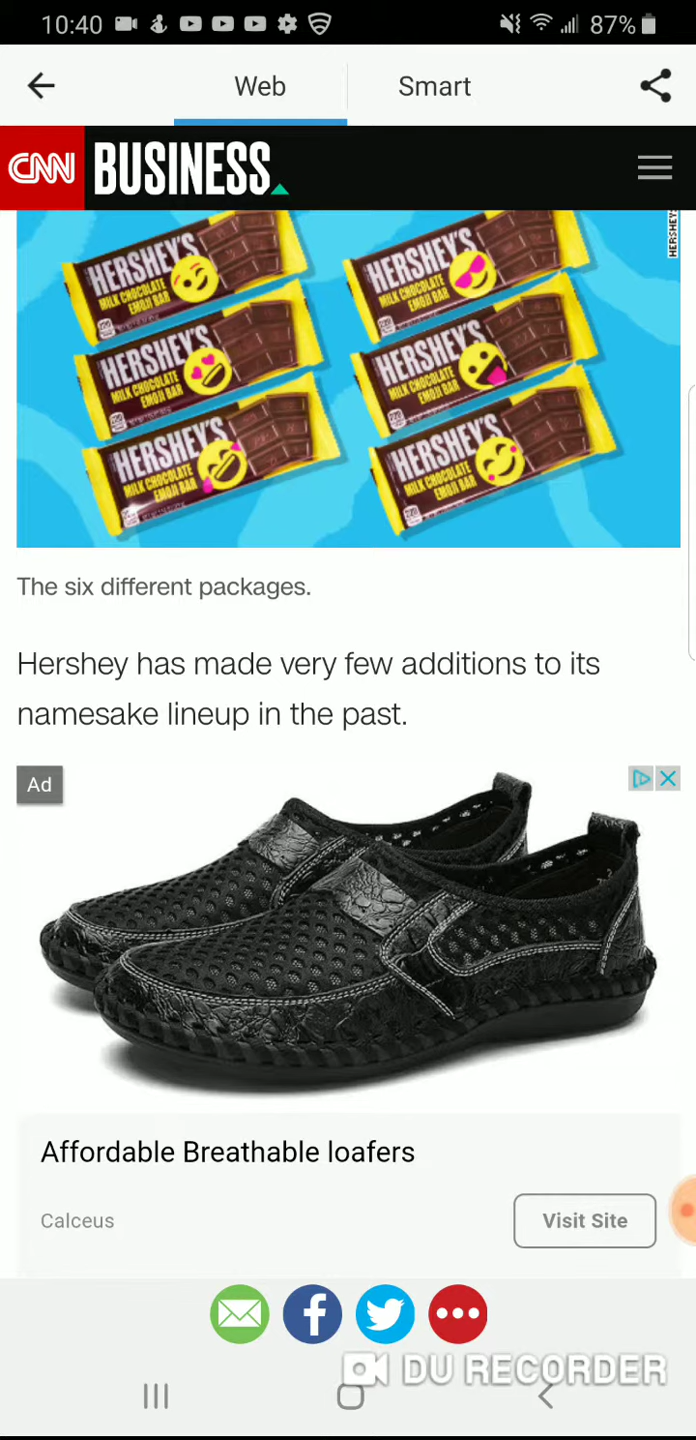 10:40
87%
Web
Smart
CNN BUSINESS
HERSHEY'S
HERSHEY'S
MILK CHOCOLATE
EMOJI BAR
HERSHEY'S
MILK CHOCOLATE
EMOJI BAR
HERSHEY'S
MILK CHOCOLATE
EMOJI BAR
HERSHEY'S
MILK CHOCOLATE
EMOJI BAR
HERSHEY'S
MILK CHOCOLATE
EMOJI BAR
HERSHEY'S
MILK CHOCOLATE
EMOJI BAR
The six different packages.
Hershey has made very few additions to its
namesake lineup in the past.
Ad
Affordable Breathable loafers
Calceus
Visit Site
DU RECORDER